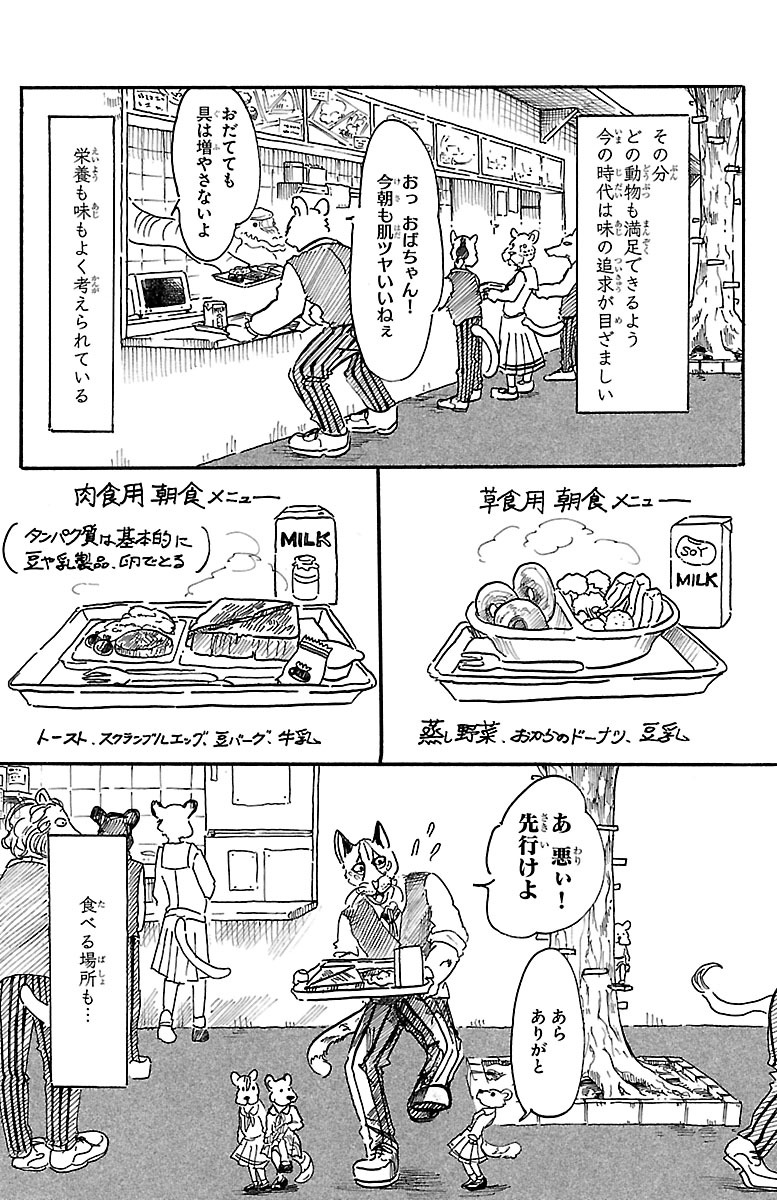 その分
どの動物も満足できるよう
今の時代は味の追求が目ざましい
おっ おばちゃん!
今朝も肌ツヤいいねぇ
おだてても
具は増やさないよ
栄養も味もよく考えられている
草食用 朝食メニュー
SOY
MILK
蒸し野菜、おからのドーナツ、豆乳
肉食用 朝食メニュー
(タンパク質は基本的に
豆や乳製品、卵でとる)
MILK
トースト、スクランブルエッグ、豆バーグ、牛乳
あ 悪い!
先行けよ
あら
ありがと
食べる場所も…